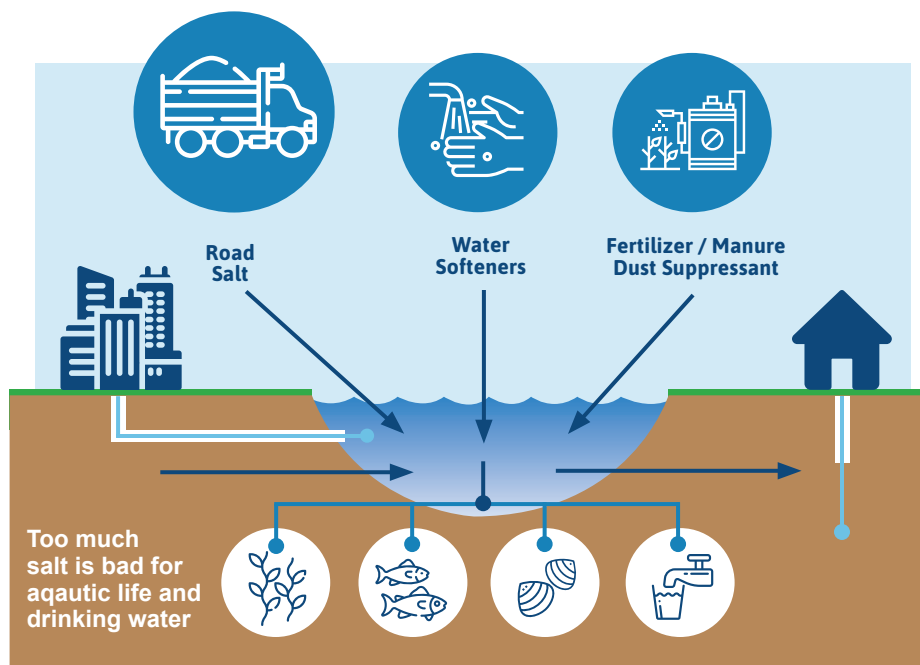 Road
Salt
Water
Softeners
Fertilizer / Manure
Dust Suppressant
Too much
salt is bad for
aqautic life and
drinking water